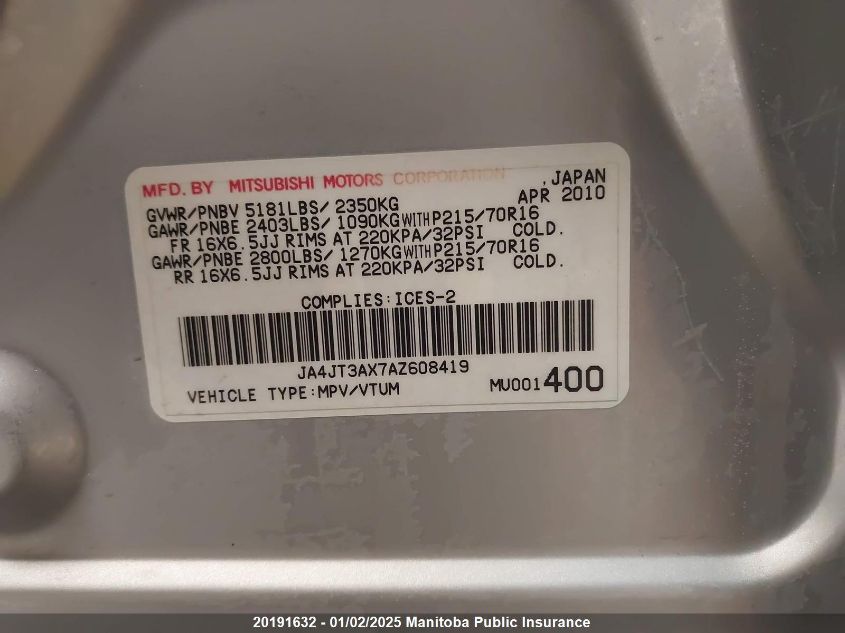 MFD. BY MITSUBISHI MOTORS CORPORATION , JAPAN
APR 2010
GVWR/PNBV 5181LBS/ 2350KG
GAWR/PNBE 2403LBS/ 1090KG WITH P215/70R16
FR 16X6.5JJ RIMS AT 220KPA/32PSI COLD.
GAWR/PNBE 2800LBS/ 1270KG WITH P215/70R16
RR 16X6.5JJ RIMS AT 220KPA/32PSI COLD.
COMPLIES:ICES-2
JA4JT3AX7AZ608419
VEHICLE TYPE:MPV/VTUM MU001400
20191632 - 01/02/2025 Manitoba Public Insurance